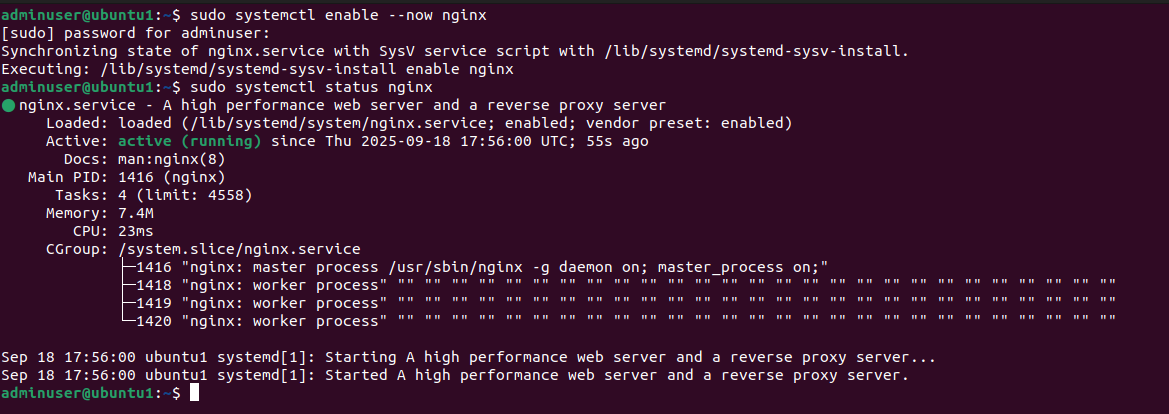 adminuser@ubuntu1:~$ sudo systemctl enable --now nginx
[sudo] password for adminuser:
Synchronizing state of nginx.service with SysV service script with /lib/systemd/systemd-sysv-install.
Executing: /lib/systemd/systemd-sysv-install enable nginx
adminuser@ubuntu1:~$ sudo systemctl status nginx
● nginx.service - A high performance web server and a reverse proxy server
     Loaded: loaded (/lib/systemd/system/nginx.service; enabled; vendor preset: enabled)
     Active: active (running) since Thu 2025-09-18 17:56:00 UTC; 55s ago
       Docs: man:nginx(8)
   Main PID: 1416 (nginx)
      Tasks: 4 (limit: 4558)
     Memory: 7.4M
        CPU: 23ms
     CGroup: /system.slice/nginx.service
             ├─1416 "nginx: master process /usr/sbin/nginx -g daemon on; master_process on;"
             ├─1418 "nginx: worker process" "" "" "" "" "" "" "" "" "" "" "" "" "" "" "" "" "" "" "" "" "" "" "" "" "" "" ""
             ├─1419 "nginx: worker process" "" "" "" "" "" "" "" "" "" "" "" "" "" "" "" "" "" "" "" "" "" "" "" "" "" "" ""
             └─1420 "nginx: worker process" "" "" "" "" "" "" "" "" "" "" "" "" "" "" "" "" "" "" "" "" "" "" "" "" "" "" ""

Sep 18 17:56:00 ubuntu1 systemd[1]: Starting A high performance web server and a reverse proxy server...
Sep 18 17:56:00 ubuntu1 systemd[1]: Started A high performance web server and a reverse proxy server.
adminuser@ubuntu1:~$